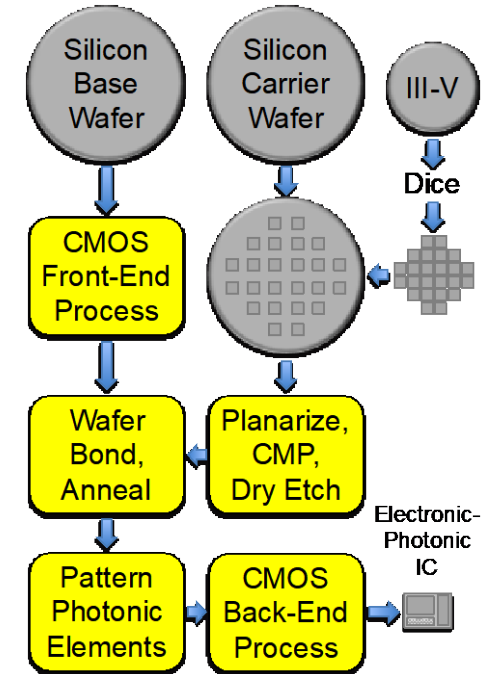 Silicon
Base
Wafer
Silicon
Carrier
Wafer
III-V
Dice
CMOS
Front-End
Process
Wafer
Bond,
Anneal
Planarize,
CMP,
Dry Etch
Electronic-
Photonic
IC
Pattern
Photonic
Elements
CMOS
Back-End
Process